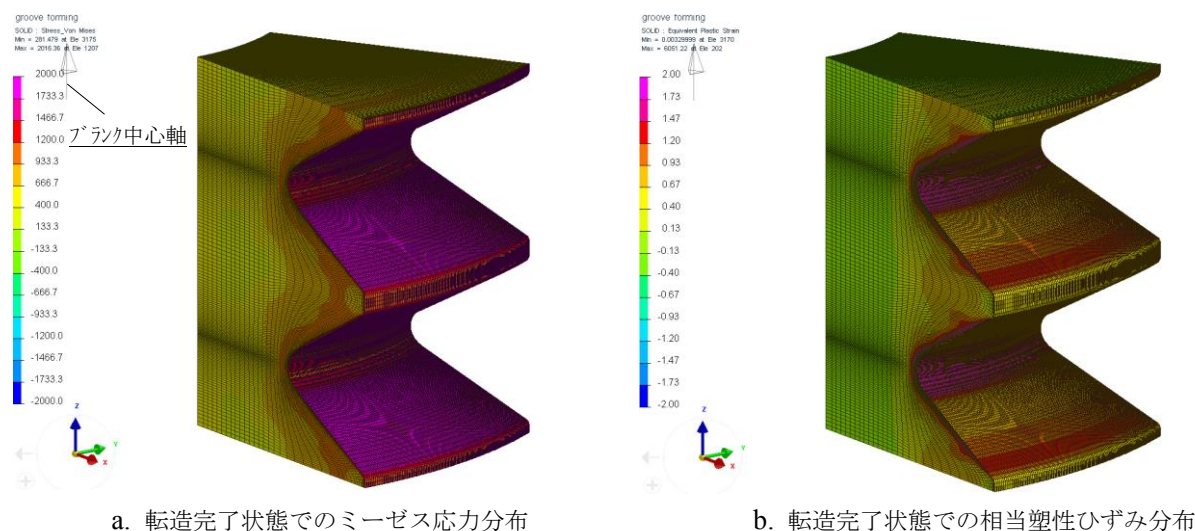 groove forming
SOLID : Stress_Von Mises
Min = 281.479 at Ele 3175
Max = 2016.36 at Ele 1207
2000.0
1733.3
1466.7
1200.0
933.3
666.7
400.0
133.3
-133.3
-400.0
-666.7
-933.3
-1200.0
-1466.7
-1733.3
-2000.0
ブランク中心軸
Z
Y
X
a. 転造完了状態でのミーゼス応力分布
groove forming
SOLID : Equivalent Plastic Strain
Min = 0.00329999 at Ele 3170
Max = 6051.22 at Ele 202
2.00
1.73
1.47
1.20
0.93
0.67
0.40
0.13
-0.13
-0.40
-0.67
-0.93
-1.20
-1.47
-1.73
-2.00
Z
Y
X
b. 転造完了状態での相当塑性ひずみ分布